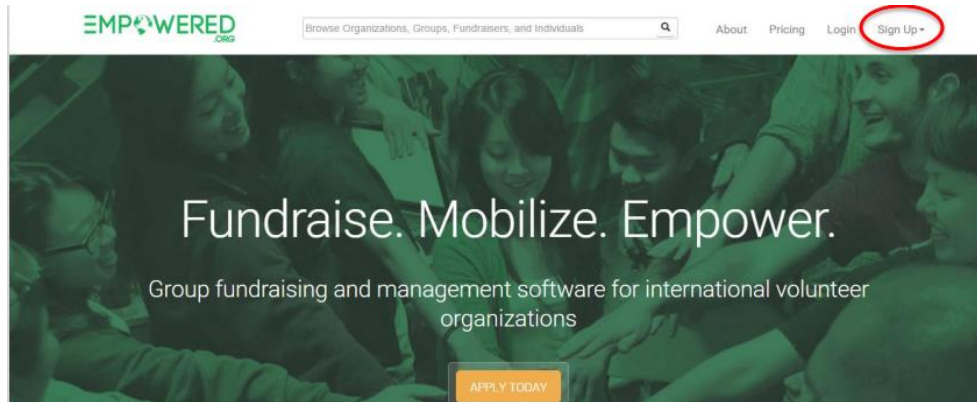 EMPOWERED
.ORG
Browse Organizations, Groups, Fundraisers, and Individuals
About Pricing Login Sign Up
Fundraise. Mobilize. Empower.
Group fundraising and management software for international volunteer
organizations
APPLY TODAY